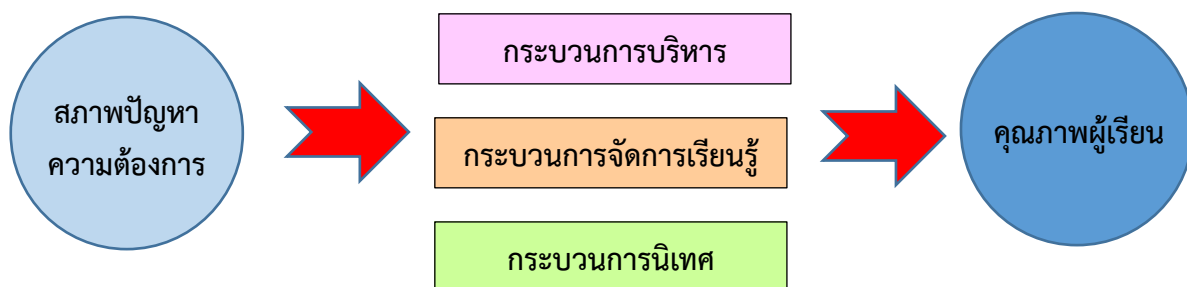 สภาพปัญหา
ความต้องการ
กระบวนการบริหาร
กระบวนการจัดการเรียนรู้
กระบวนการนิเทศ
คุณภาพผู้เรียน